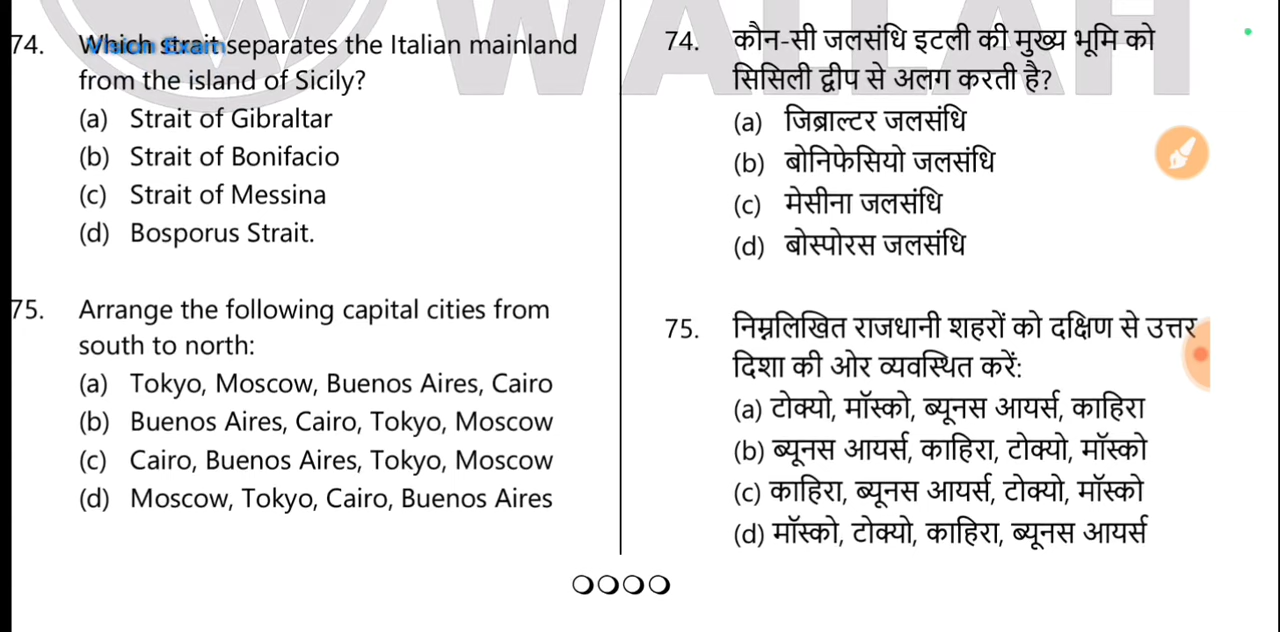 74. Which strait separates the Italian mainland
from the island of Sicily?
(a) Strait of Gibraltar
(b) Strait of Bonifacio
(c) Strait of Messina
(d) Bosporus Strait.
75. Arrange the following capital cities from
south to north:
(a) Tokyo, Moscow, Buenos Aires, Cairo
(b) Buenos Aires, Cairo, Tokyo, Moscow
(c) Cairo, Buenos Aires, Tokyo, Moscow
(d) Moscow, Tokyo, Cairo, Buenos Aires
74. कौन-सी जलसंधि इटली की मुख्य भूमि को
सिसिली द्वीप से अलग करती है?
(a) जिब्राल्टर जलसंधि
(b) बोनिफेसियो जलसंधि
(c) मेसीना जलसंधि
(d) बोस्पोरस जलसंधि
75. निम्नलिखित राजधानी शहरों को दक्षिण से उत्तर
दिशा की ओर व्यवस्थित करें:
(a) टोक्यो, मॉस्को, ब्यूनस आयर्स, काहिरा
(b) ब्यूनस आयर्स, काहिरा, टोक्यो, मॉस्को
(c) काहिरा, ब्यूनस आयर्स, टोक्यो, मॉस्को
(d) मॉस्को, टोक्यो, काहिरा, ब्यूनस आयर्स
Vision Exam
WALLAH